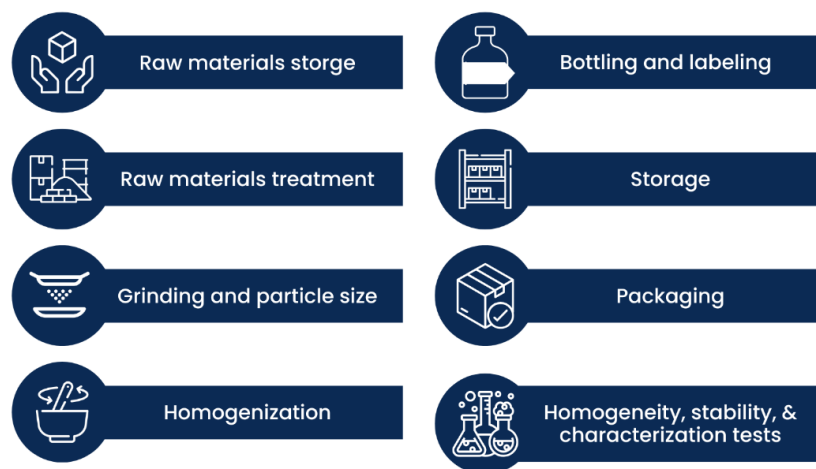 Raw materials storge
Raw materials treatment
Grinding and particle size
Homogenization
Bottling and labeling
Storage
Packaging
Homogeneity, stability, &
characterization tests